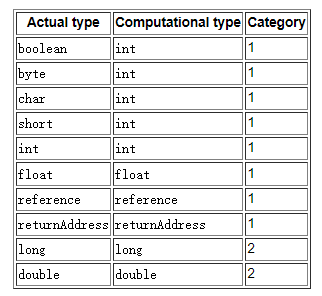 Actual type Computational type Category
boolean int 1
byte int 1
char int 1
short int 1
int int 1
float float 1
reference reference 1
returnAddress returnAddress 1
long long 2
double double 2